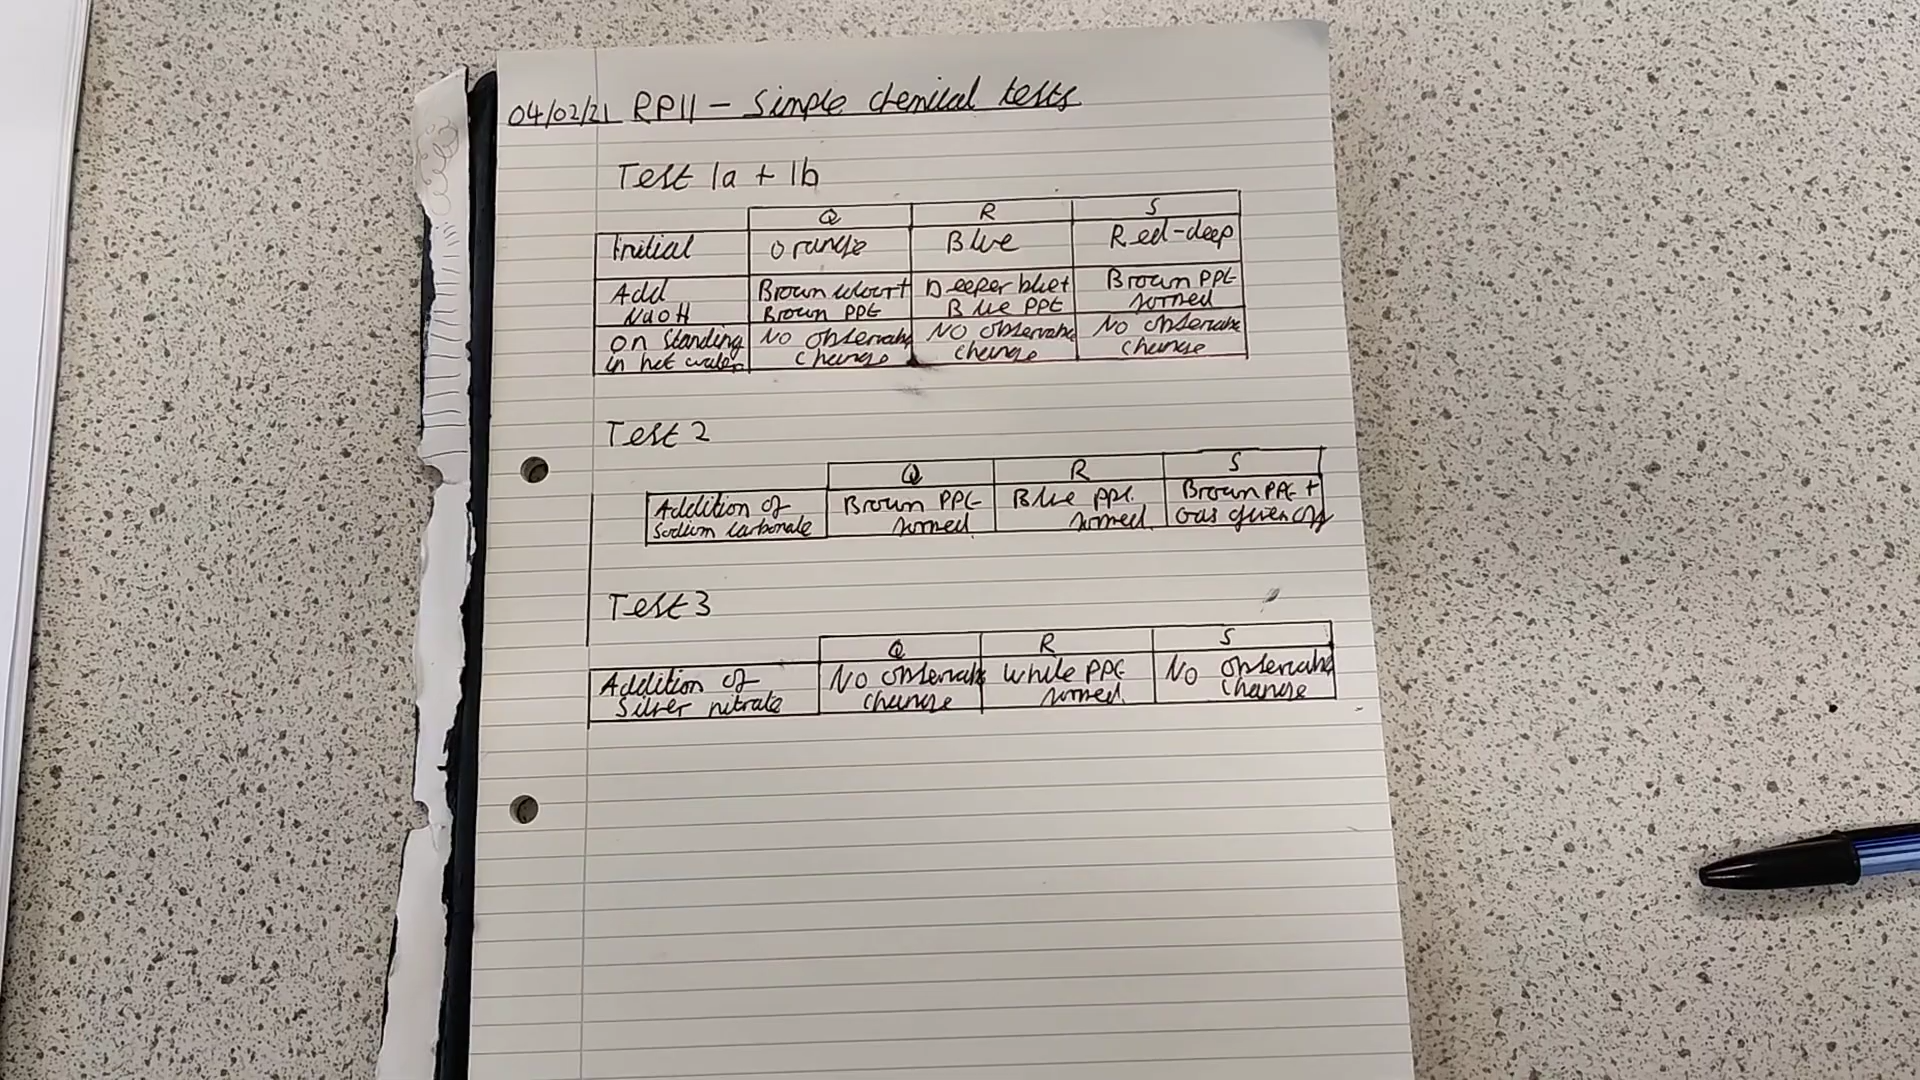 04/02/21 RP11 - Simple chemical tests
Test 1a + 1b
Q R S
Initial Orange Blue Red-deep
Add NaOH Brown colour + Brown PPt Deeper blue + Blue PPt Brown PPt formed
On standing in hot water No observable change No observable change No observable change
Test 2
Q R S
Addition of Sodium carbonate Brown PPt formed Blue ppt. formed Brown PPt + Gas given off
Test 3
Q R S
Addition of Silver nitrate No observable change White PPt formed No observable change